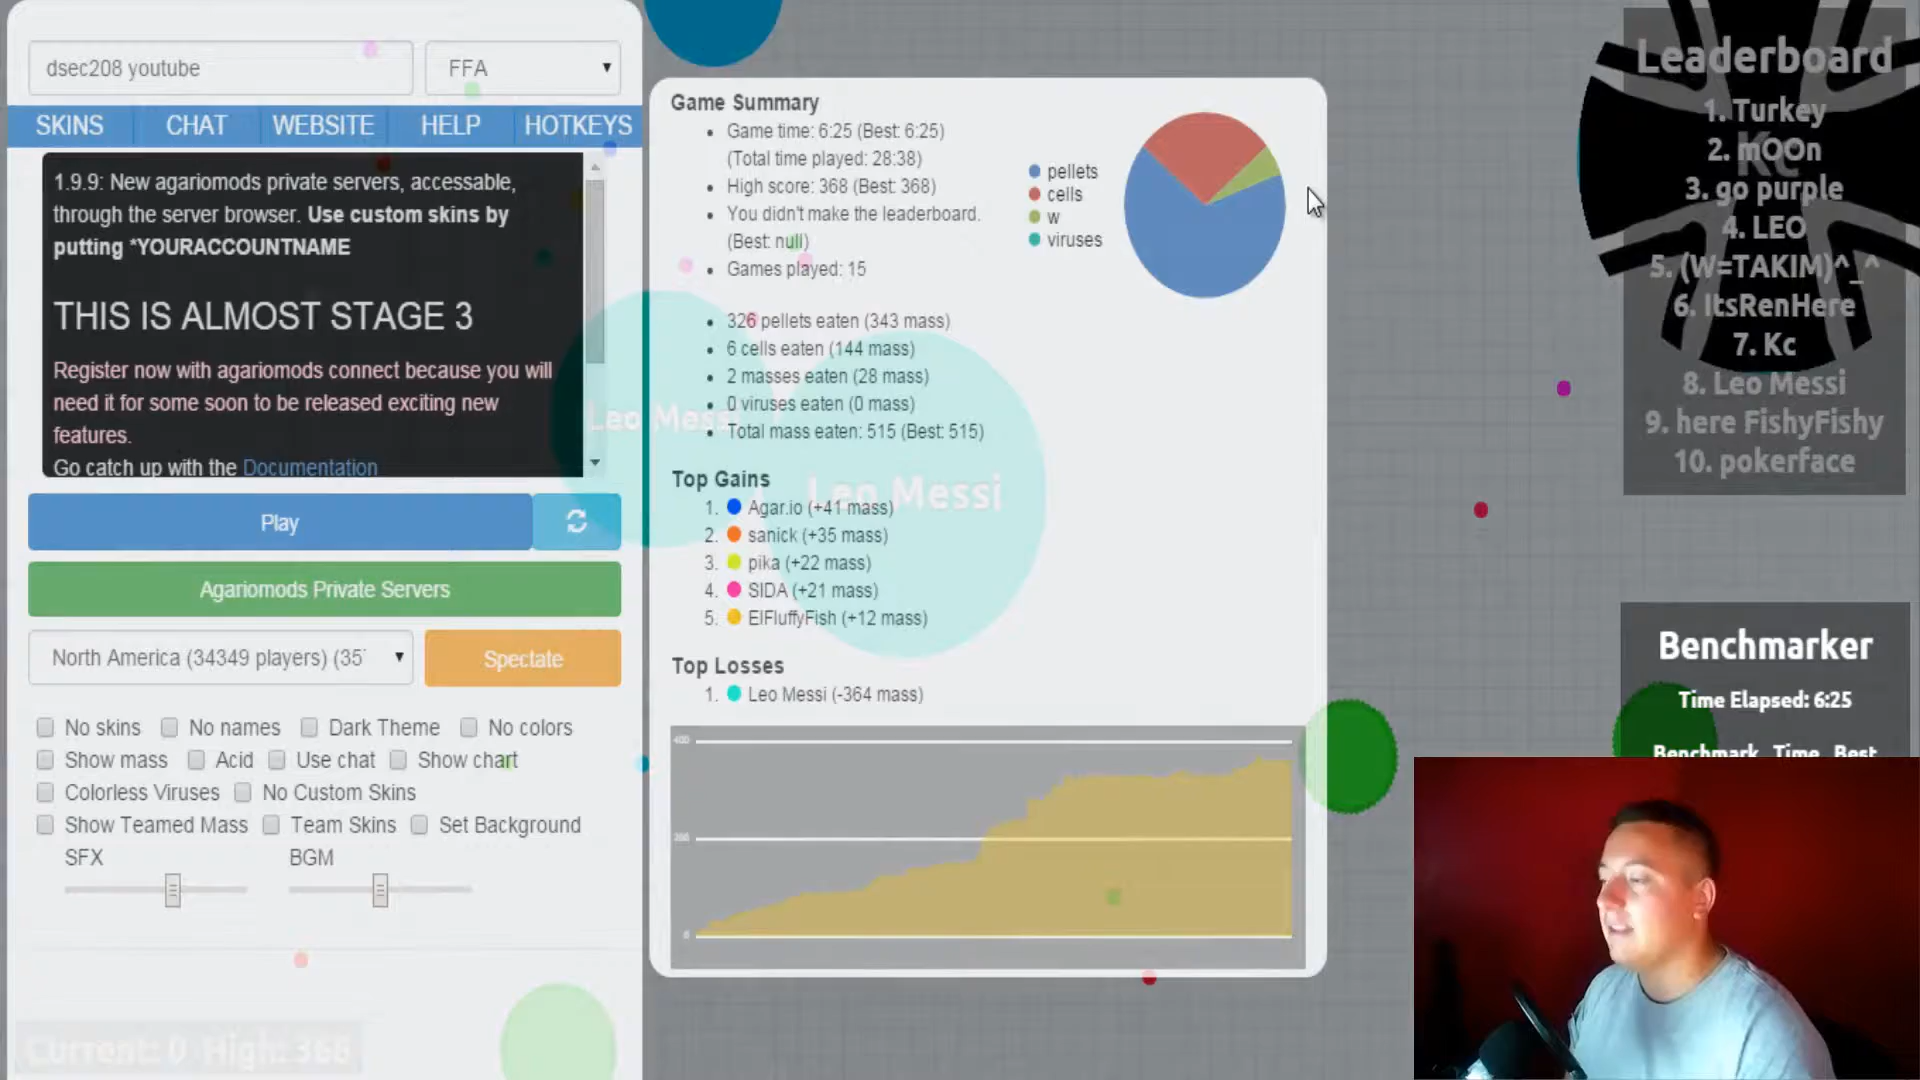 dsec208 youtube
FFA
SKINS CHAT WEBSITE HELP HOTKEYS
1.9.9: New agariomods private servers, accessable,
through the server browser. Use custom skins by
putting *YOURACCOUNTNAME
THIS IS ALMOST STAGE 3
Register now with agariomods connect because you will
need it for some soon to be released exciting new
features.
Go catch up with the Documentation
Play
Agariomods Private Servers
North America (34349 players) (35
Spectate
No skins No names Dark Theme No colors
Show mass Acid Use chat Show chart
Colorless Viruses No Custom Skins
Show Teamed Mass Team Skins Set Background
SFX BGM
Current: 0 High: 366
Game Summary
Game time: 6:25 (Best: 6:25)
(Total time played: 28:38)
High score: 368 (Best: 368)
You didn't make the leaderboard.
(Best: null)
Games played: 15
326 pellets eaten (343 mass)
6 cells eaten (144 mass)
2 masses eaten (28 mass)
0 viruses eaten (0 mass)
Total mass eaten: 515 (Best: 515)
pellets
cells
w
viruses
Top Gains
1. Agar.io (+41 mass)
2. sanick (+35 mass)
3. pika (+22 mass)
4. SIDA (+21 mass)
5. ElFluffyFish (+12 mass)
Top Losses
1. Leo Messi (-364 mass)
400
200
0
Leo Messi
Leo Messi
Leaderboard
1. Turkey
2. mOOn
3. go purple
4. LEO
5. (W=TAKIM)^_^
6. ItsRenHere
7. Kc
8. Leo Messi
9. here FishyFishy
10. pokerface
Kc
Benchmarker
Time Elapsed: 6:25
Benchmark Time Best